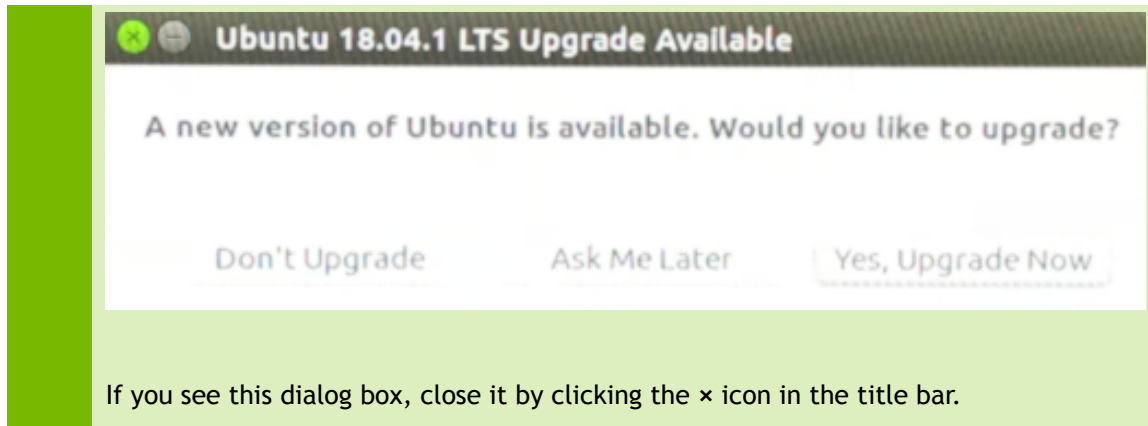 Ubuntu 18.04.1 LTS Upgrade Available
A new version of Ubuntu is available. Would you like to upgrade?
Don't Upgrade
Ask Me Later
Yes, Upgrade Now
If you see this dialog box, close it by clicking the × icon in the title bar.